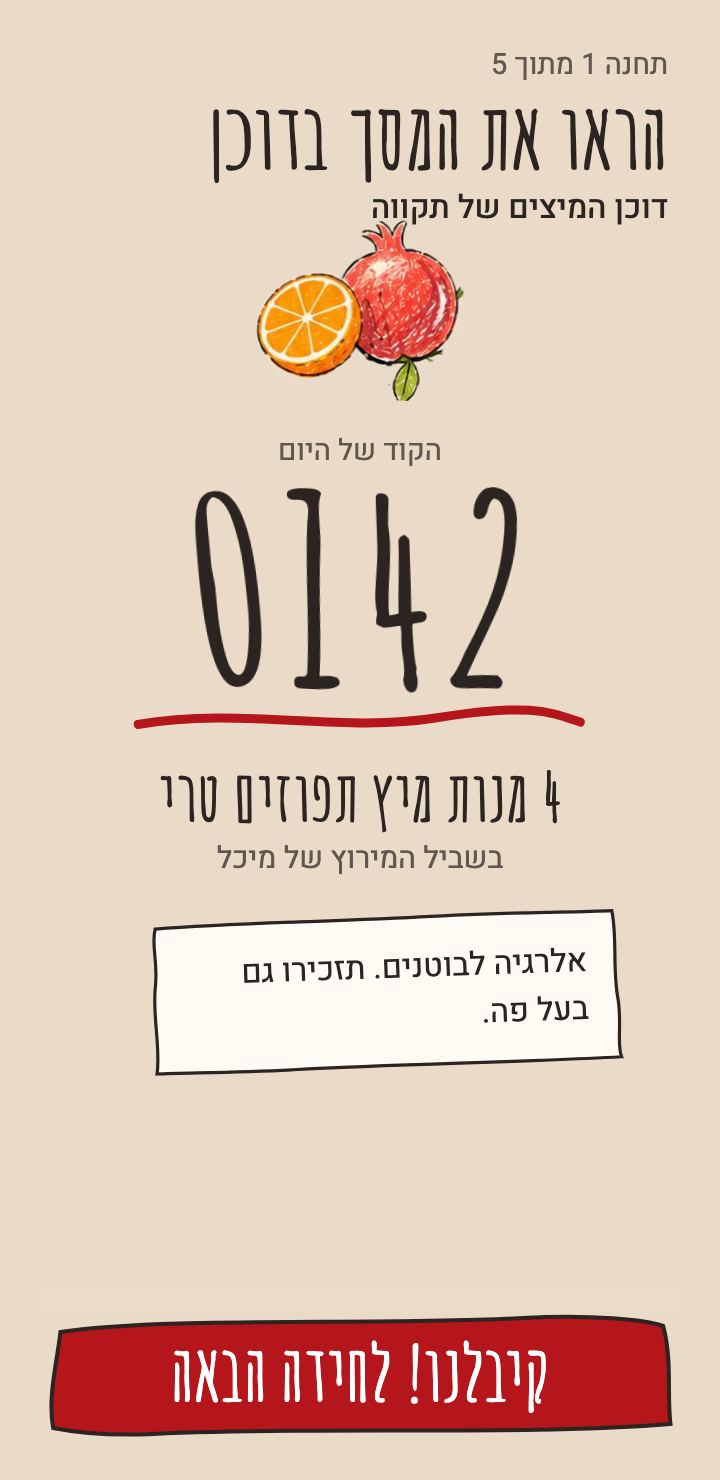 תחנה 1 מתוך 5
הראו את המסך בדוכן
דוכן המיצים של תקווה
הקוד של היום
0142
4 מנות מיץ תפוזים טרי
בשביל המירוץ של מיכל
אלרגיה לבוטנים. תזכירו גם
בעל פה.
קיבלנו! לחידה הבאה